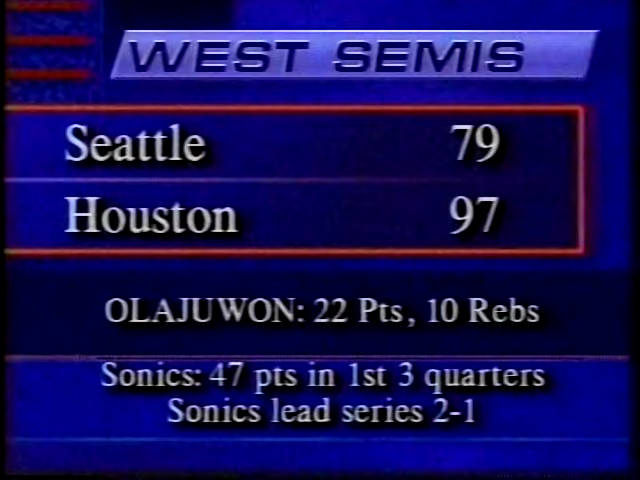 WEST SEMIS
Seattle 79
Houston 97
OLAJUWON: 22 Pts, 10 Rebs
Sonics: 47 pts in 1st 3 quarters
Sonics lead series 2-1